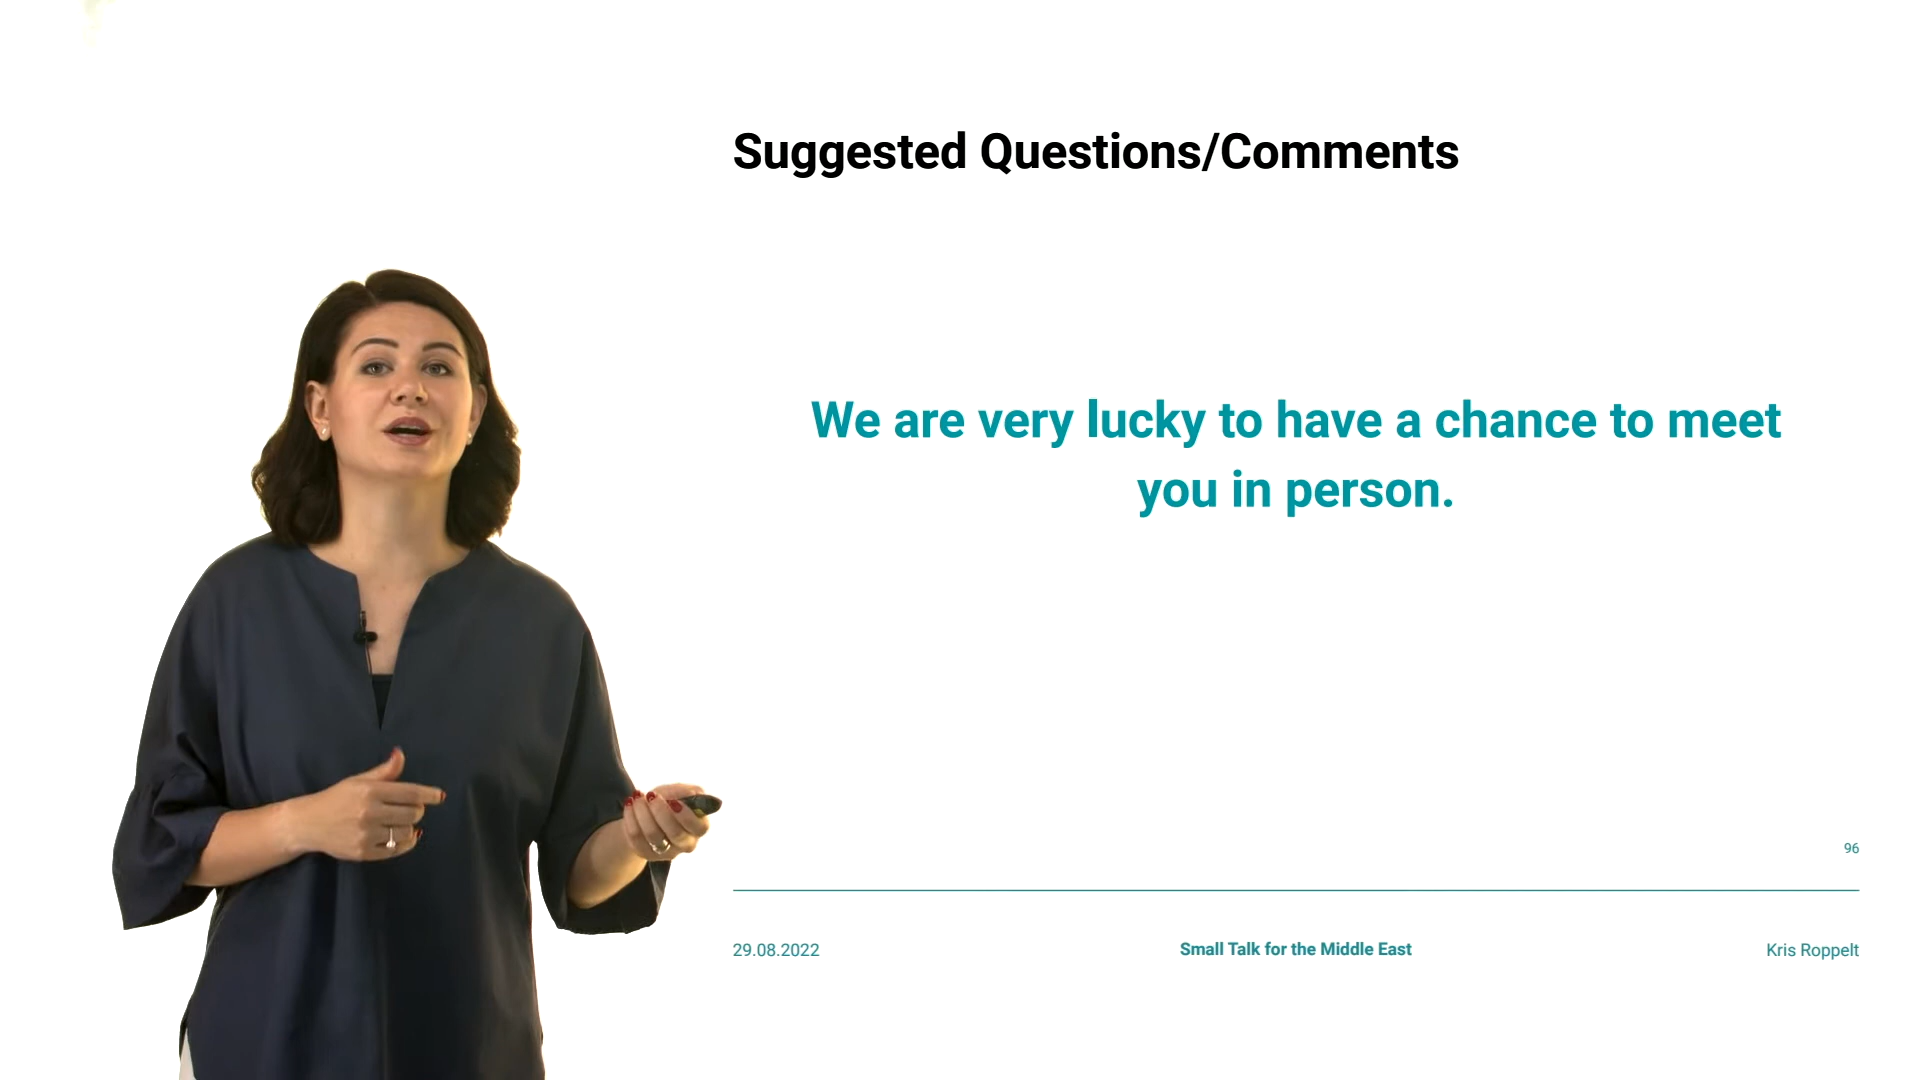 Suggested Questions/Comments
We are very lucky to have a chance to meet
you in person.
96
29.08.2022
Small Talk for the Middle East
Kris Roppelt